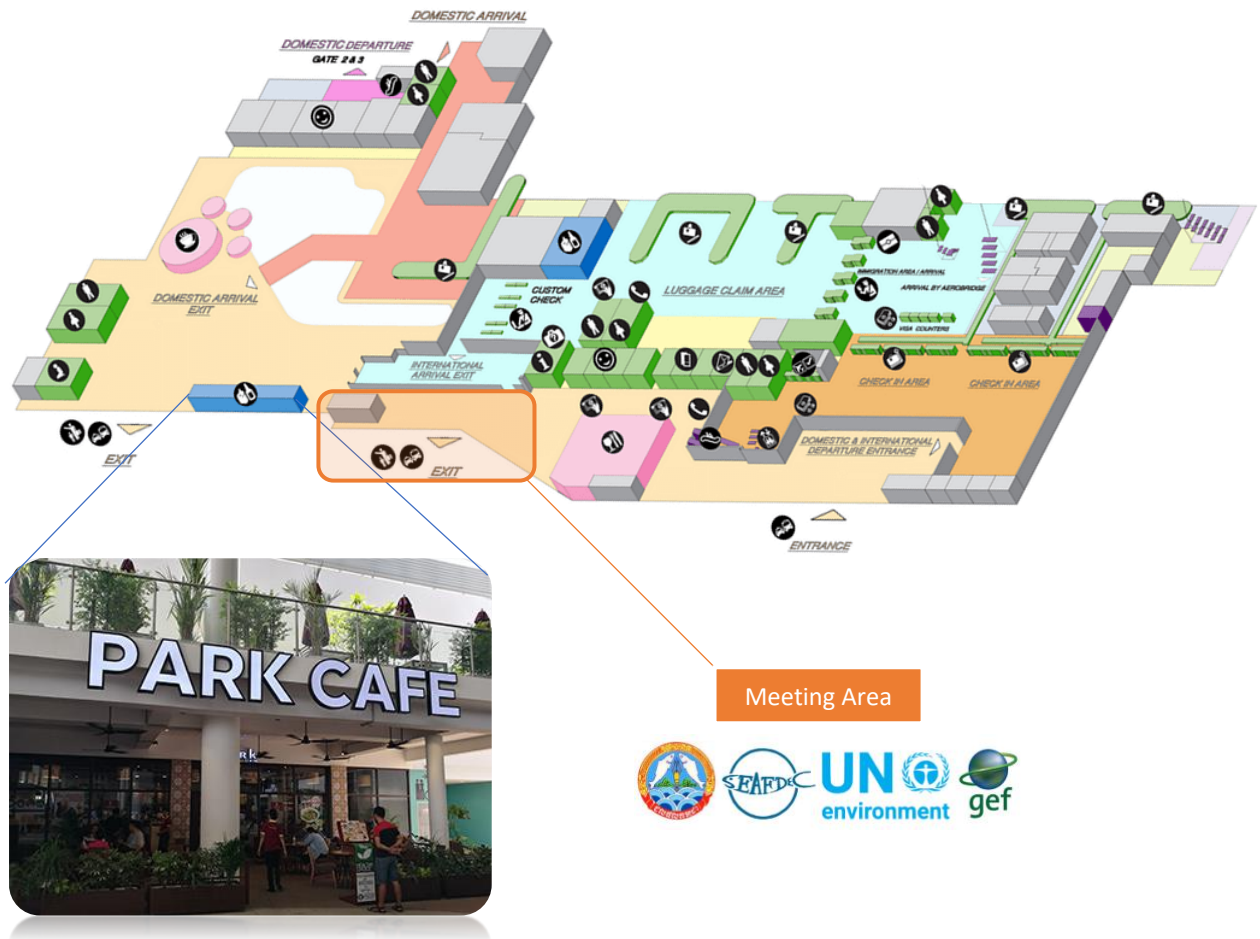 DOMESTIC ARRIVAL
DOMESTIC DEPARTURE
GATE 2 & 3
DOMESTIC ARRIVAL
EXIT
CUSTOM
CHECK
LUGGAGE CLAIM AREA
IMMIGRATION AREA / ARRIVAL
ARRIVAL BY AEROBRIDGE
VISA COUNTERS
INTERNATIONAL
ARRIVAL EXIT
CHECK IN AREA
CHECK IN AREA
DOMESTIC & INTERNATIONAL
DEPARTURE ENTRANCE
EXIT
EXIT
ENTRANCE
PARK CAFE
Meeting Area
SEAFDEC
UN
environment
gef